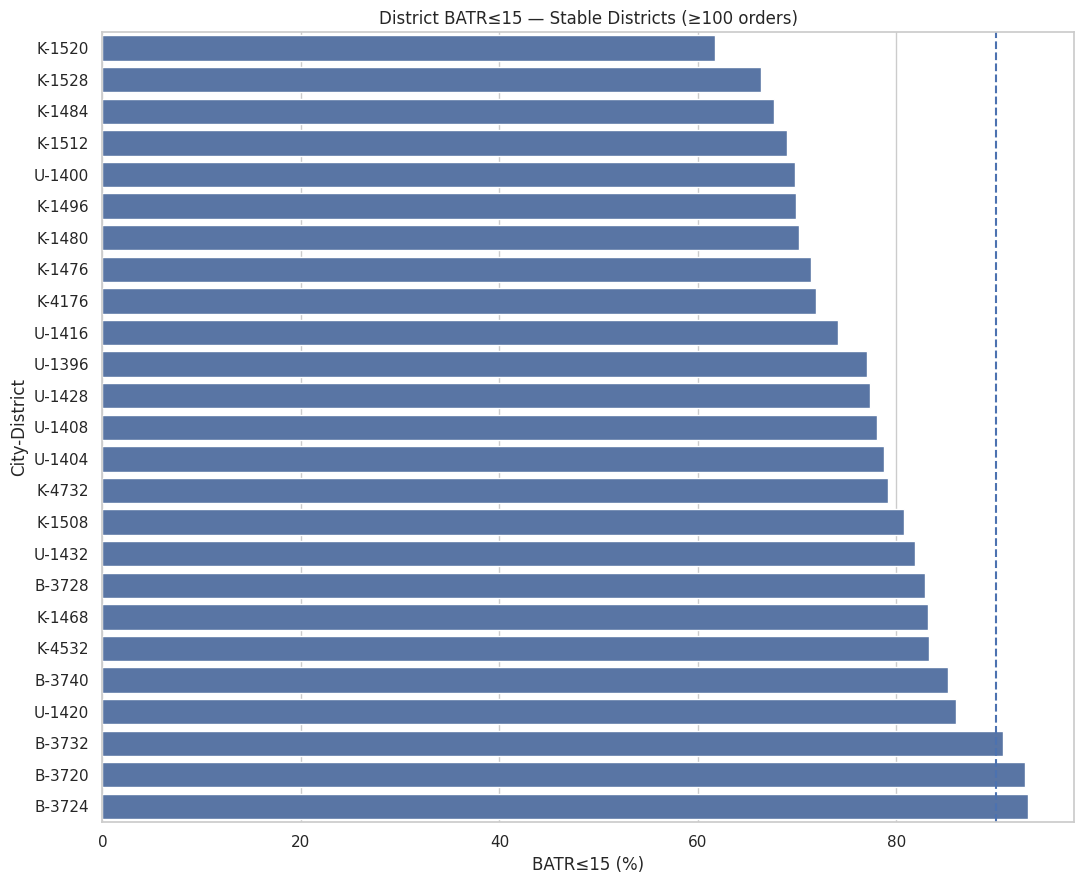 District BATR≤15 — Stable Districts (≥100 orders)
City-District
K-1520
K-1528
K-1484
K-1512
U-1400
K-1496
K-1480
K-1476
K-4176
U-1416
U-1396
U-1428
U-1408
U-1404
K-4732
K-1508
U-1432
B-3728
K-1468
K-4532
B-3740
U-1420
B-3732
B-3720
B-3724
0 20 40 60 80
BATR≤15 (%)